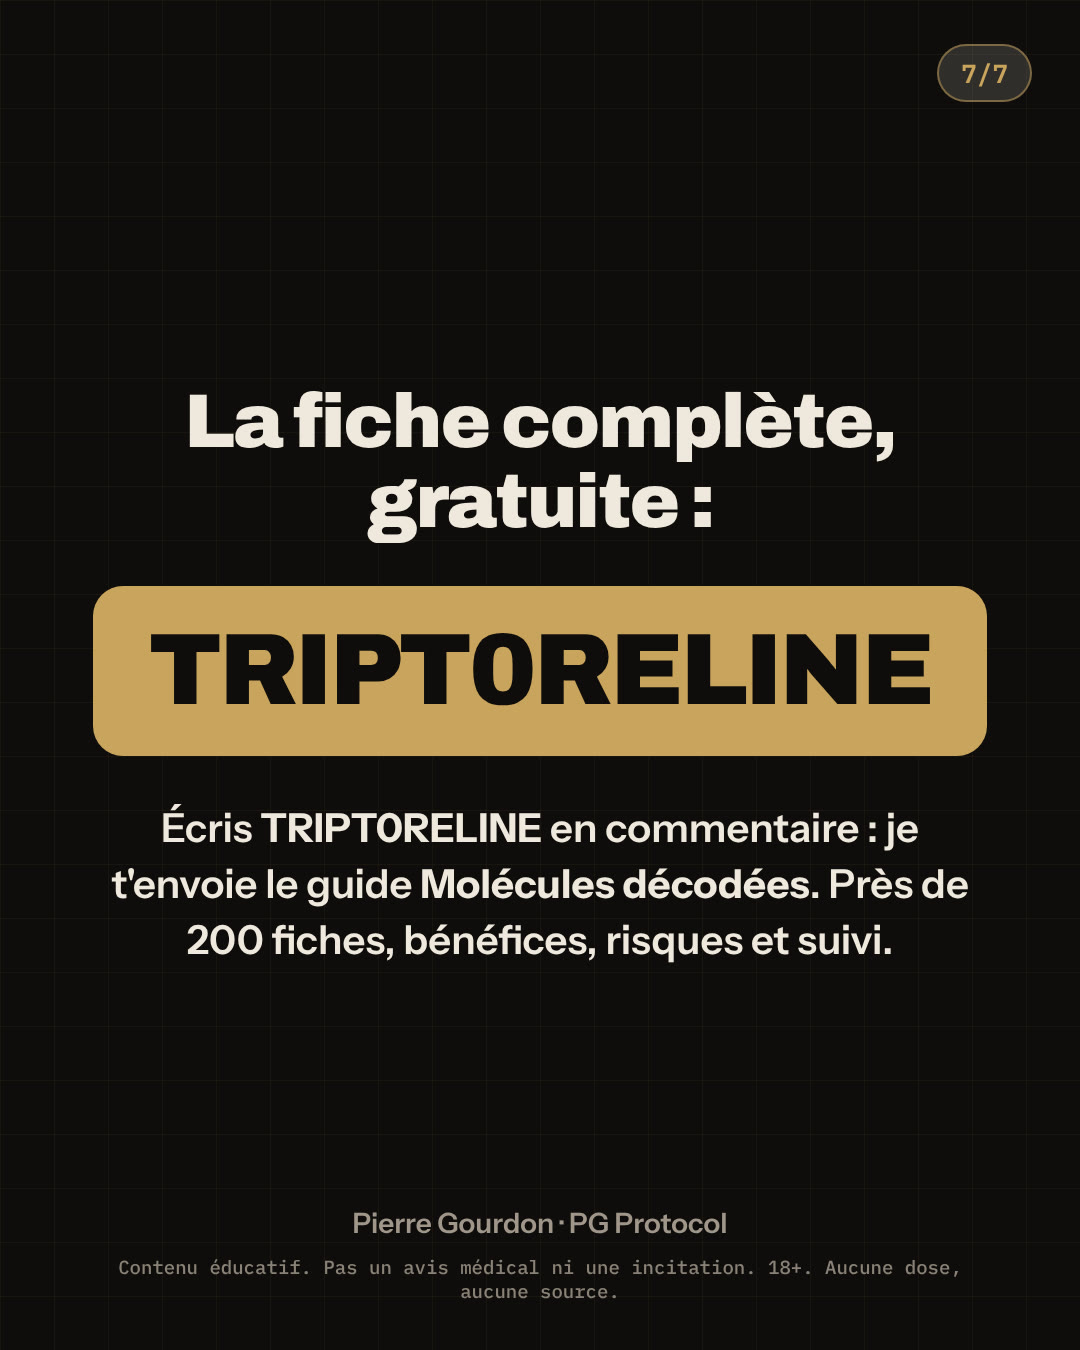 7/7
La fiche complète,
gratuite :
TRIPT0RELINE
Écris TRIPT0RELINE en commentaire : je
t'envoie le guide Molécules décodées. Près de
200 fiches, bénéfices, risques et suivi.
Pierre Gourdon · PG Protocol
Contenu éducatif. Pas un avis médical ni une incitation. 18+. Aucune dose,
aucune source.